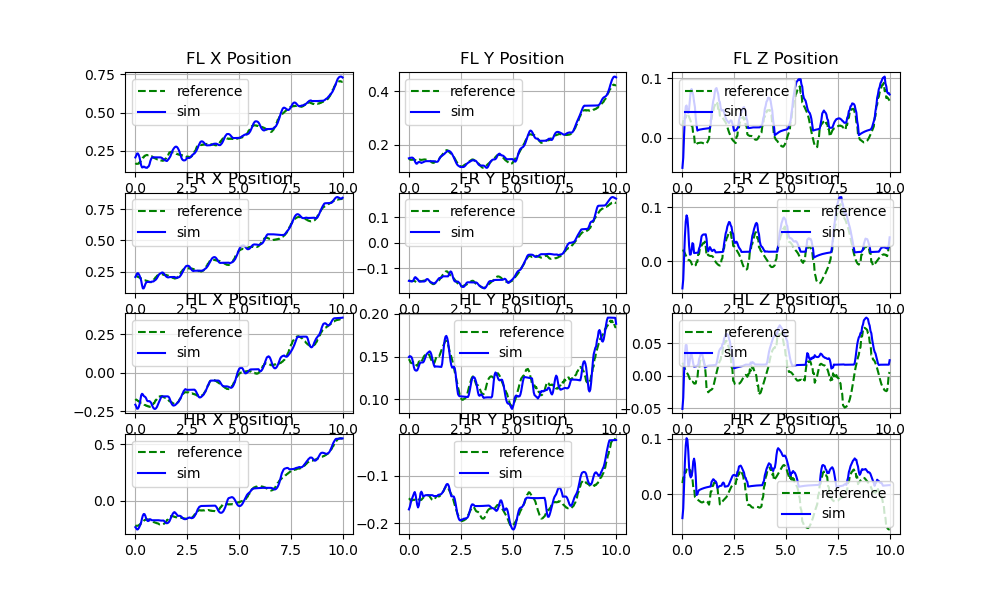 FL X Position
FL Y Position
FL Z Position
0.75
0.50
0.25
reference
sim
0.4
0.2
reference
sim
0.1
0.0
reference
sim
0.0 2.5 5.0 7.5 10.0
0.0 2.5 5.0 7.5 10.0
0.0 2.5 5.0 7.5 10.0
FR X Position
FR Y Position
FR Z Position
0.75
0.50
0.25
reference
sim
0.1
0.0
−0.1
reference
sim
0.1
0.0
reference
sim
0.0 2.5 5.0 7.5 10.0
0.0 2.5 5.0 7.5 10.0
0.0 2.5 5.0 7.5 10.0
HL X Position
HL Y Position
HL Z Position
0.25
0.00
−0.25
reference
sim
0.20
0.15
0.10
reference
sim
0.05
0.00
−0.05
reference
sim
0.0 2.5 5.0 7.5 10.0
0.0 2.5 5.0 7.5 10.0
0.0 2.5 5.0 7.5 10.0
HR X Position
HR Y Position
HR Z Position
0.5
0.0
reference
sim
−0.1
−0.2
reference
sim
0.1
0.0
reference
sim
0.0 2.5 5.0 7.5 10.0
0.0 2.5 5.0 7.5 10.0
0.0 2.5 5.0 7.5 10.0